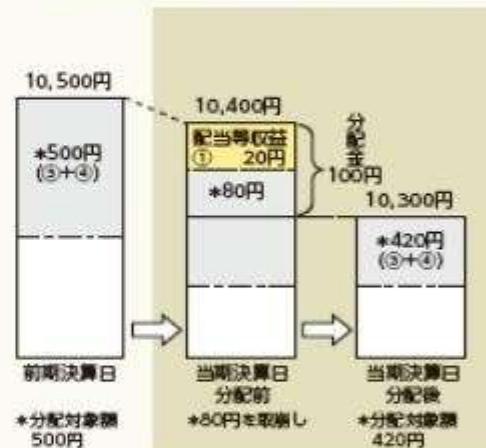 10,500円
*500円
(③+④)
前期決算日
*分配対象額
500円
10,400円
配当等収益
① 20円
*80円
分配金
100円
当期決算日
分配前
*80円を取崩し
10,300円
*420円
(③+④)
当期決算日
分配後
*分配対象額
420円